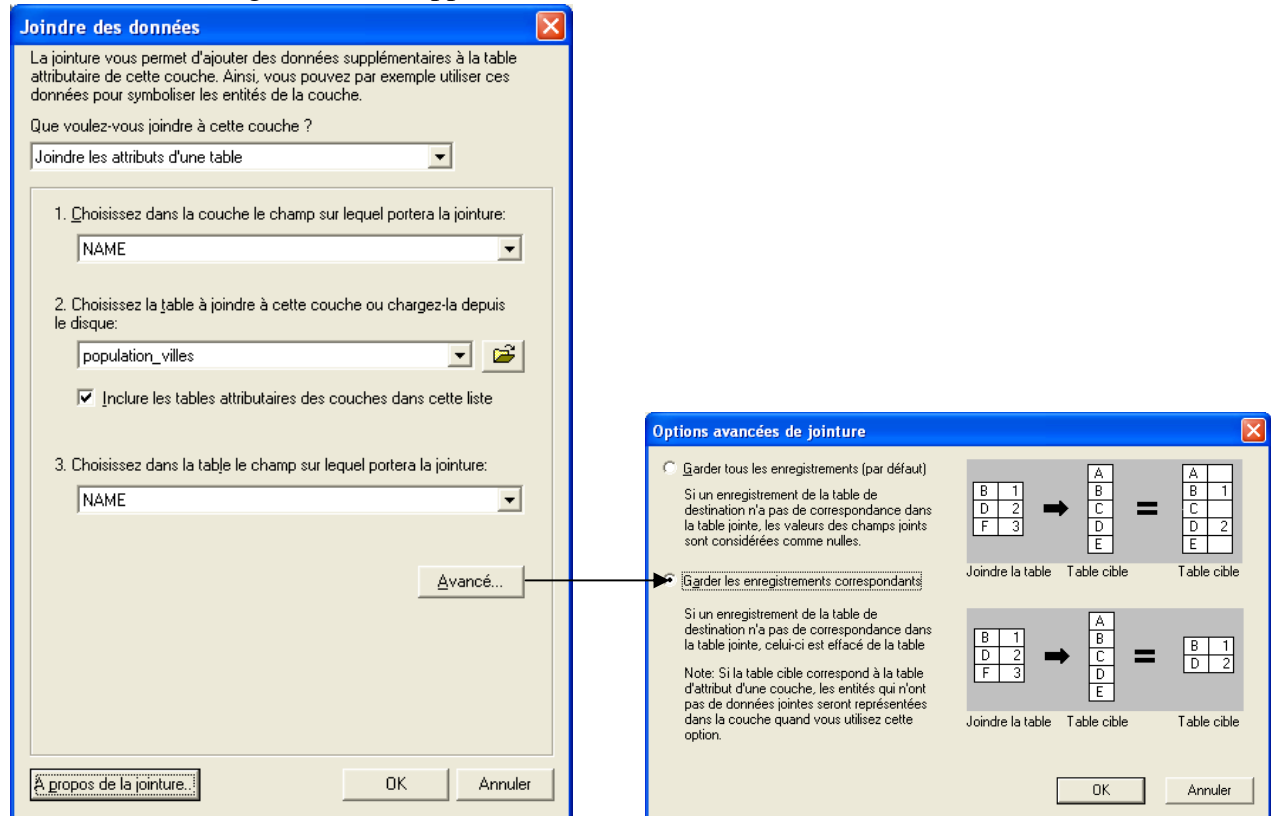 Joindre des données
La jointure vous permet d'ajouter des données supplémentaires à la table
attributaire de cette couche. Ainsi, vous pouvez par exemple utiliser ces
données pour symboliser les entités de la couche.
Que voulez-vous joindre à cette couche ?
Joindre les attributs d'une table
1. Choisissez dans la couche le champ sur lequel portera la jointure:
NAME
2. Choisissez la table à joindre à cette couche ou chargez-la depuis
le disque:
population_villes
Inclure les tables attributaires des couches dans cette liste
3. Choisissez dans la table le champ sur lequel portera la jointure:
NAME
Avancé...
À propos de la jointure..
OK
Annuler
Options avancées de jointure
Garder tous les enregistrements (par défaut)
Si un enregistrement de la table de
destination n'a pas de correspondance dans
la table jointe, les valeurs des champs joints
sont considérées comme nulles.
B 1
D 2
F 3
A
B
C
D
E
A
B 1
C
D 2
E
Joindre la table
Table cible
Table cible
Garder les enregistrements correspondants
Si un enregistrement de la table de
destination n'a pas de correspondance dans
la table jointe, celui-ci est effacé de la table
Note: Si la table cible correspond à la table
d'attribut d'une couche, les entités qui n'ont
pas de données jointes seront représentées
dans la couche quand vous utilisez cette
option.
B 1
D 2
F 3
A
B
C
D
E
B 1
D 2
Joindre la table
Table cible
Table cible
OK
Annuler